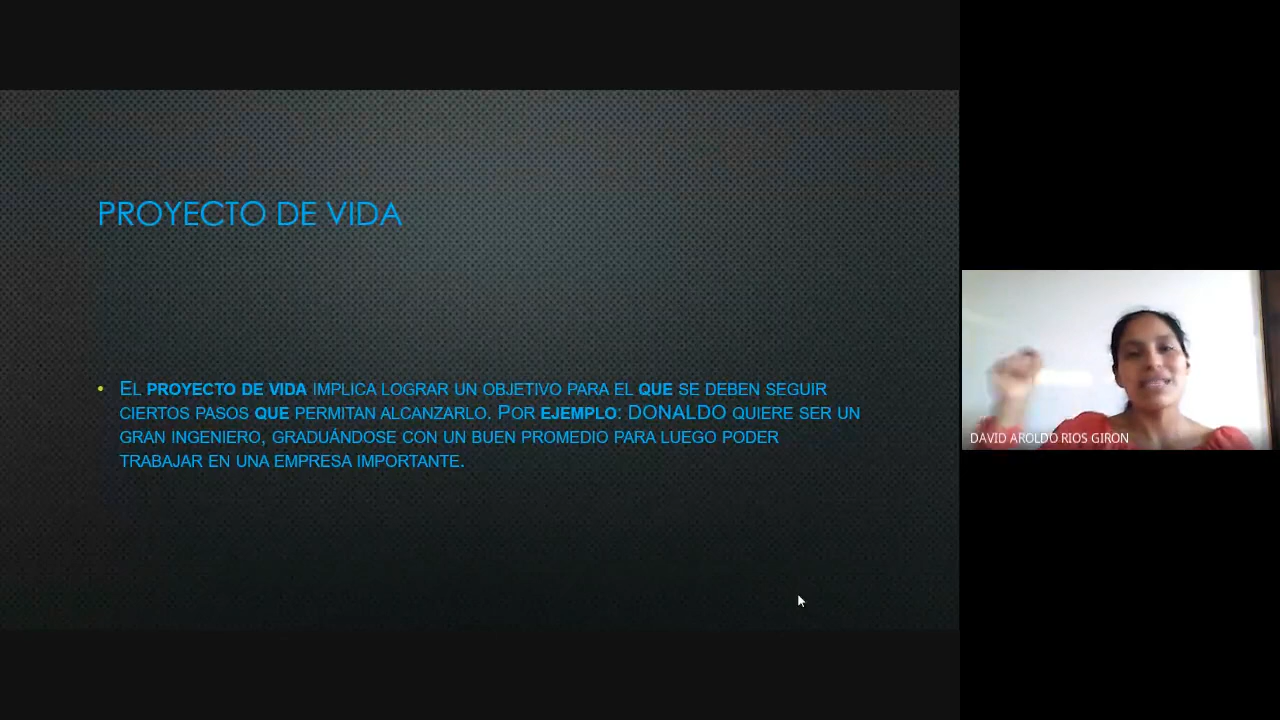 PROYECTO DE VIDA
• EL PROYECTO DE VIDA IMPLICA LOGRAR UN OBJETIVO PARA EL QUE SE DEBEN SEGUIR
CIERTOS PASOS QUE PERMITAN ALCANZARLO. POR EJEMPLO: DONALDO QUIERE SER UN
GRAN INGENIERO, GRADUÁNDOSE CON UN BUEN PROMEDIO PARA LUEGO PODER
TRABAJAR EN UNA EMPRESA IMPORTANTE.
DAVID AROLDO RIOS GIRON